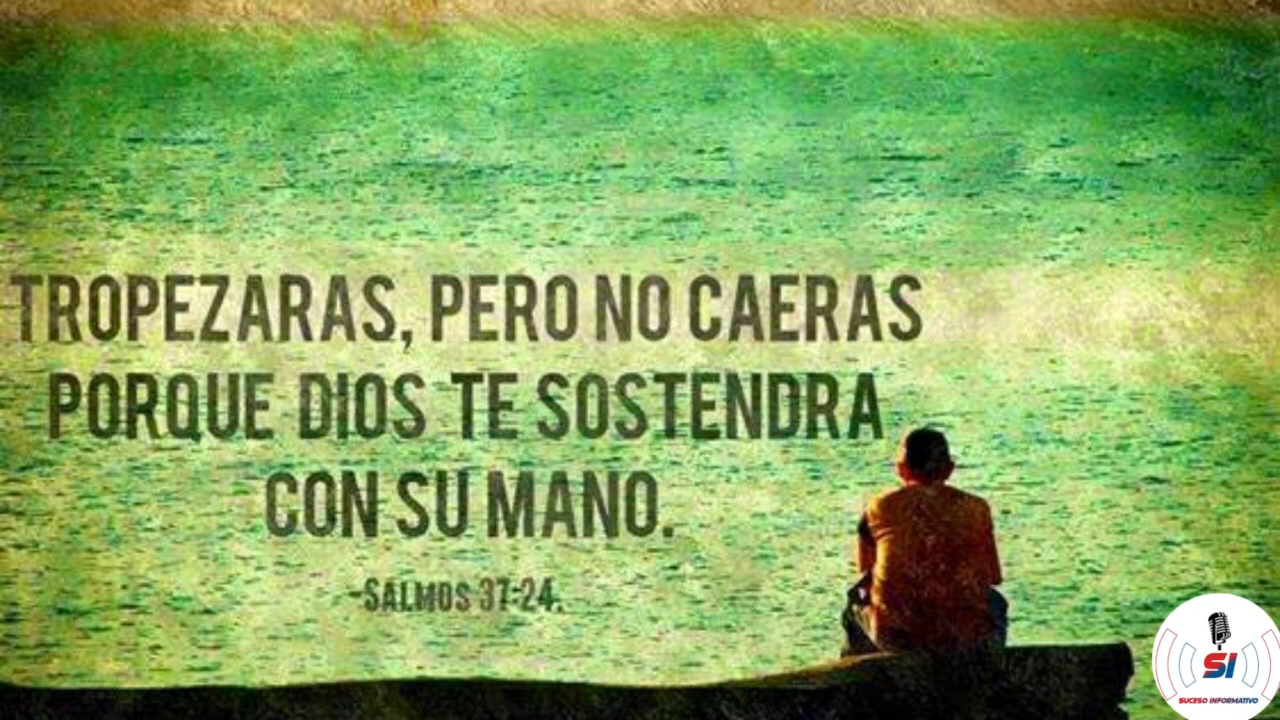 TROPEZARAS, PERO NO CAERAS
PORQUE DIOS TE SOSTENDRA
CON SU MANO.
-SALMOS 37:24.
SI
SUCESO INFORMATIVO